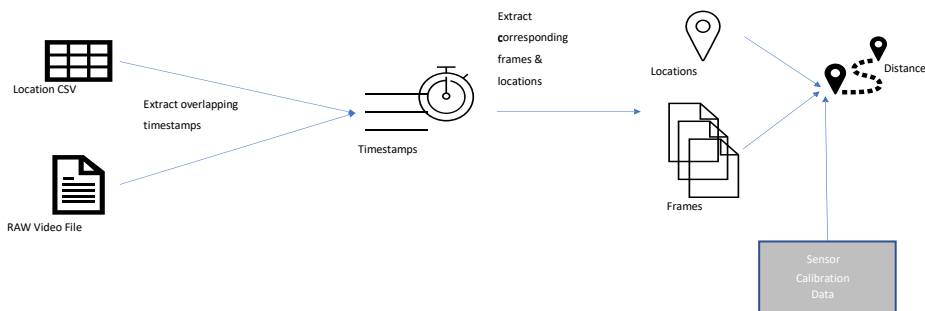 Location CSV
RAW Video File
Extract overlapping
timestamps
Timestamps
Extract
corresponding
frames &
locations
Locations
Frames
Distance
Sensor
Calibration
Data